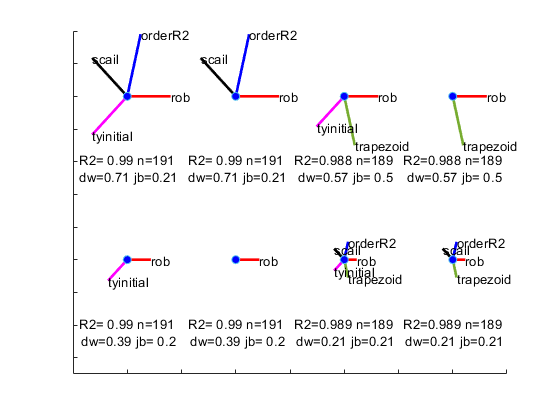 orderR2 orderR2
scail scail
rob rob rob rob
tyinitial tyinitial
trapezoid trapezoid
R2= 0.99 n=191 R2= 0.99 n=191 R2=0.988 n=189 R2=0.988 n=189
dw=0.71 jb=0.21 dw=0.71 jb=0.21 dw=0.57 jb= 0.5 dw=0.57 jb= 0.5
orderR2 orderR2
scail scail
rob rob rob rob
tyinitial tyinitial
trapezoid trapezoid
R2= 0.99 n=191 R2= 0.99 n=191 R2=0.989 n=189 R2=0.989 n=189
dw=0.39 jb= 0.2 dw=0.39 jb= 0.2 dw=0.21 jb=0.21 dw=0.21 jb=0.21